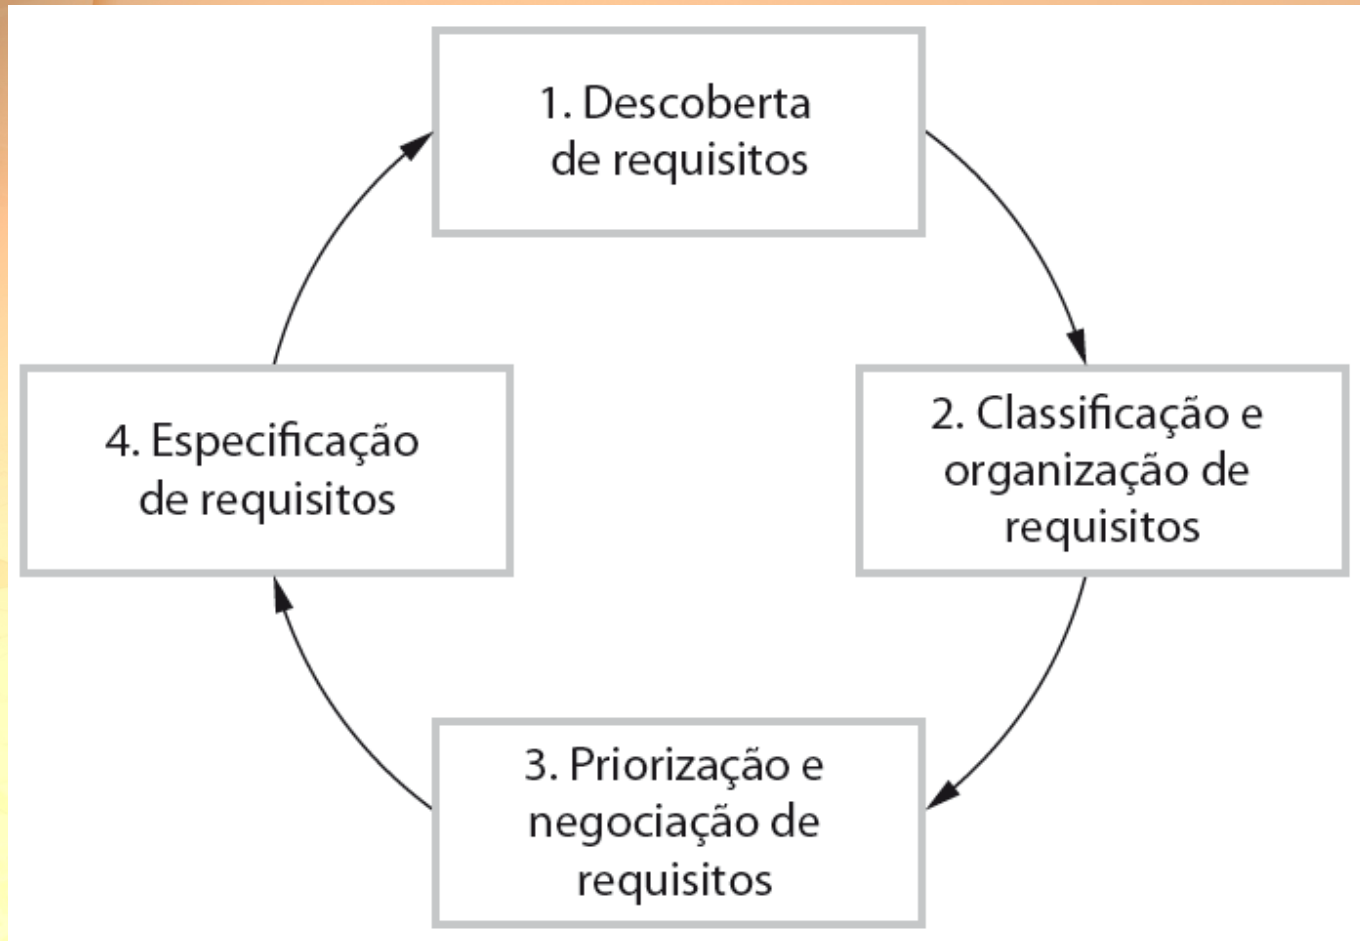 1. Descoberta
de requisitos
2. Classificação e
organização de
requisitos
3. Priorização e
negociação de
requisitos
4. Especificação
de requisitos